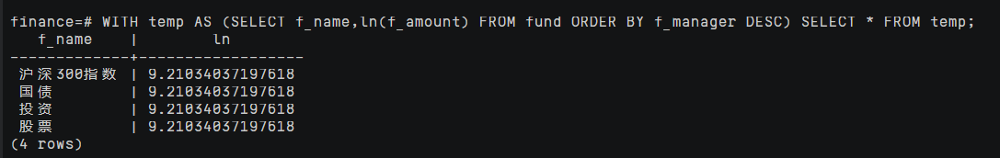 finance=# WITH temp AS (SELECT f_name,ln(f_amount) FROM fund ORDER BY f_manager DESC) SELECT * FROM temp;
   f_name    |        ln
-------------+------------------
 沪深300指数 | 9.21034037197618
 国债        | 9.21034037197618
 投资        | 9.21034037197618
 股票        | 9.21034037197618
(4 rows)